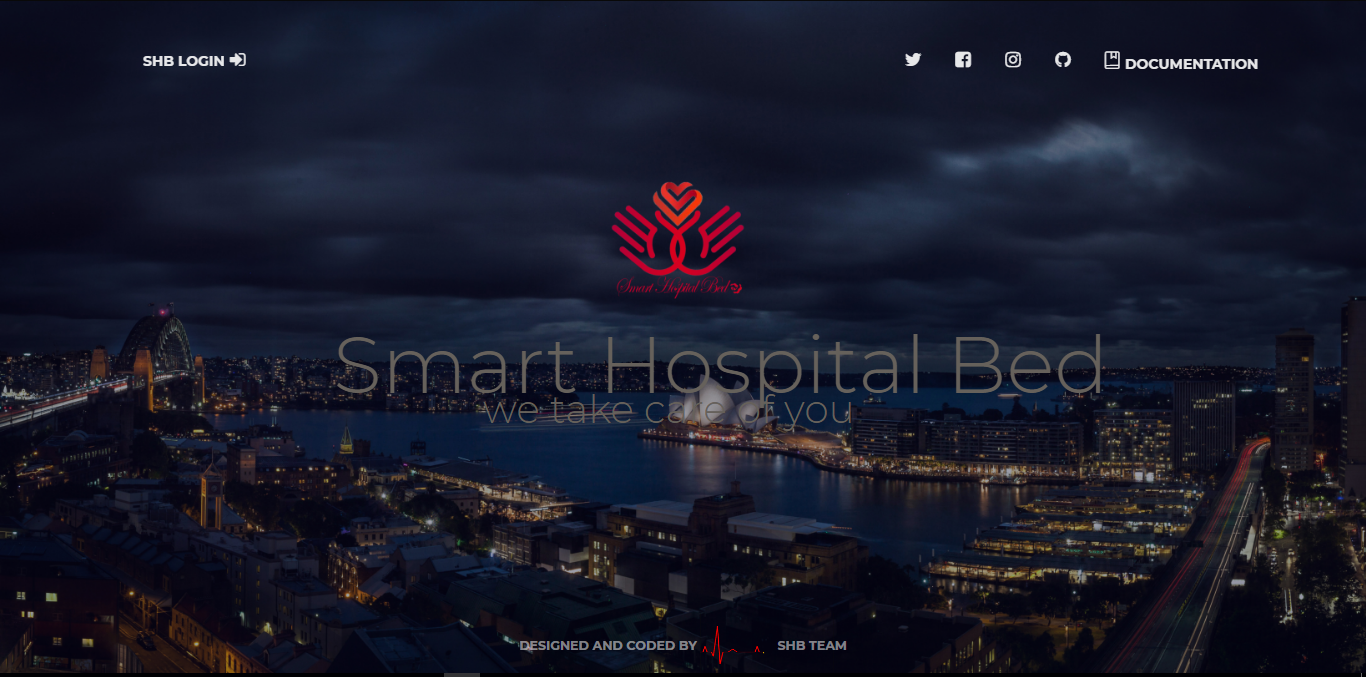 SHB LOGIN
DOCUMENTATION
Smart Hospital Bed
Smart Hospital Bed
we take care of you
DESIGNED AND CODED BY SHB TEAM